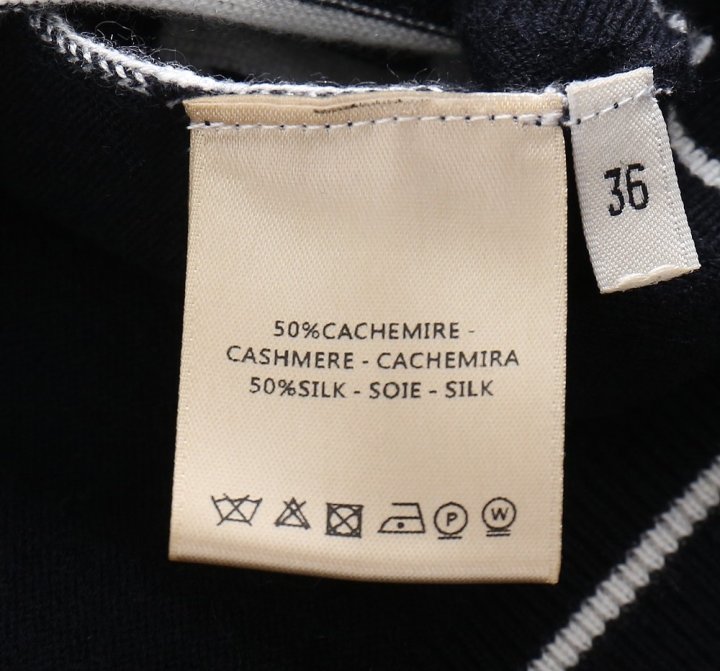 50%CACHEMIRE -
CASHMERE - CACHEMIRA
50%SILK - SOIE - SILK
P W
36